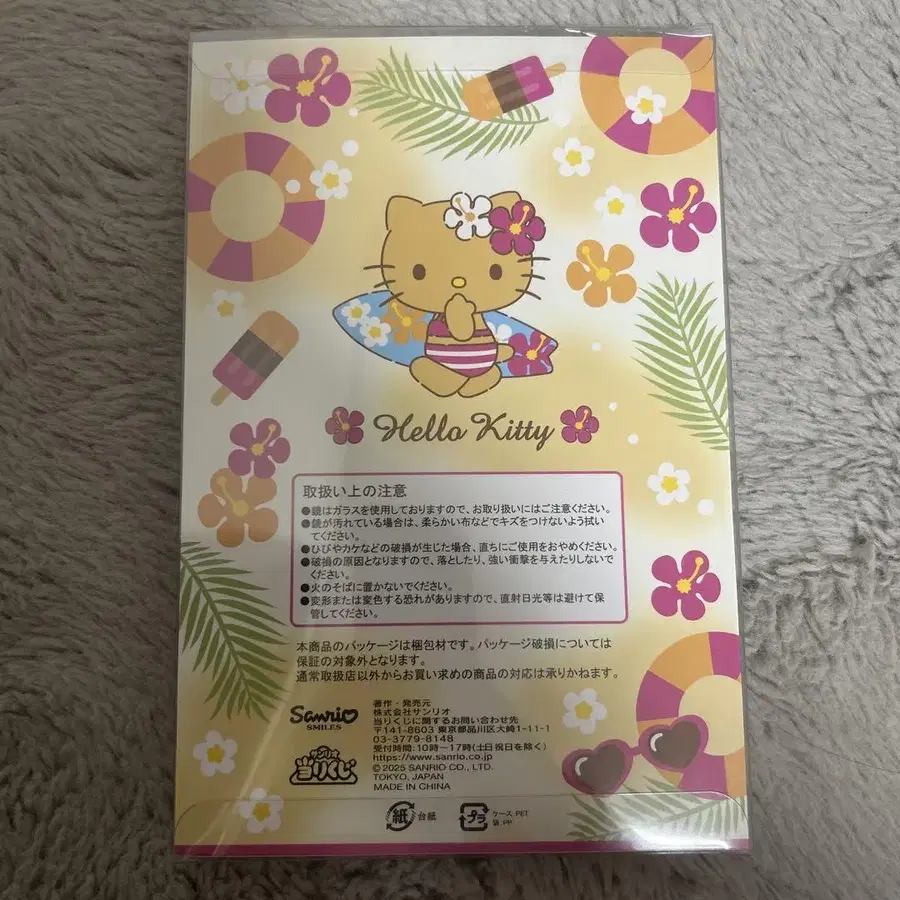 Hello Kitty
取扱い上の注意
●鏡はガラスを使用しておりますので、お取り扱いにはご注意ください。
●鏡が汚れている場合は、柔らかい布などでキズをつけないよう拭い
てください。
●ひびやカケなどの破損が生じた場合、直ちにご使用をおやめください。
●破損の原因となりますので、落としたり、強い衝撃を与えたりしないで
ください。
●火のそばに置かないでください。
●変形または変色する恐れがありますので、直射日光等は避けて保
管してください。
本商品のパッケージは梱包材です。パッケージ破損については
保証の対象外となります。
通常取扱店以外からお買い求めの商品の対応は承りかねます。
Sanrio
SMILES
サンリオ
当りくじ
著作・発売元
株式会社サンリオ
当りくじに関するお問い合わせ先
〒141-8603 東京都品川区大崎1-11-1
03-3779-8148
受付時間:10時〜17時(土日祝日を除く)
https://www.sanrio.co.jp
© 2025 SANRIO CO., LTD.
TOKYO, JAPAN
MADE IN CHINA
紙 台紙
プラ ケース:PET
袋:PP